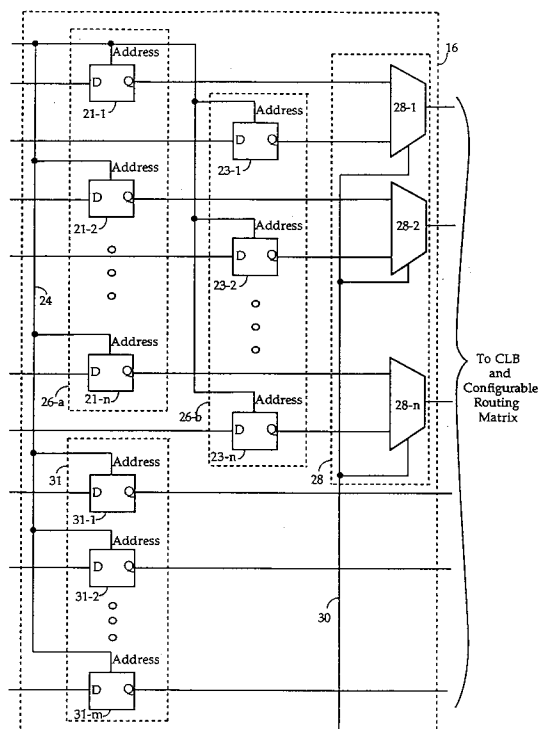 16
Address
D Q
21-1
28-1
Address
D Q
23-1
Address
D Q
21-2
28-2
Address
D Q
23-2
24
To CLB
and
Configurable
Routing
Matrix
Address
D Q
21-n
26-a
28-n
Address
D Q
23-n
26-b
28
31
Address
D Q
31-1
Address
D Q
31-2
30
Address
D Q
31-m